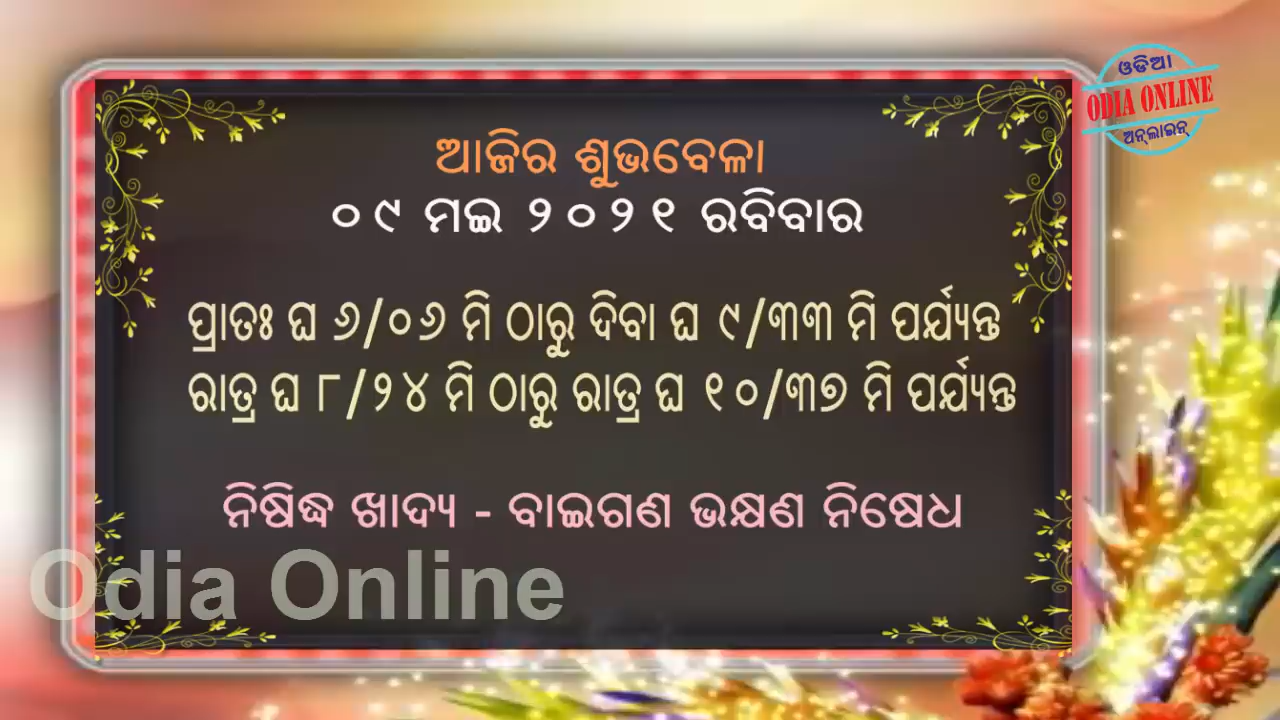 ଓଡିଆ
ODIA ONLINE
ଅନ୍‌ଲାଇନ୍
ଆଜିର ଶୁଭବେଳା
୦୯ ମଇ ୨୦୨୧ ରବିବାର
ପ୍ରାତଃ ଘ ୬/୦୬ ମି ଠାରୁ ଦିବା ଘ ୯/୩୩ ମି ପର୍ଯ୍ୟନ୍ତ
ରାତ୍ର ଘ ୮/୨୪ ମି ଠାରୁ ରାତ୍ର ଘ ୧୦/୩୭ ମି ପର୍ଯ୍ୟନ୍ତ
ନିଷିଦ୍ଧ ଖାଦ୍ୟ - ବାଇଗଣ ଭକ୍ଷଣ ନିଷେଧ
Odia Online